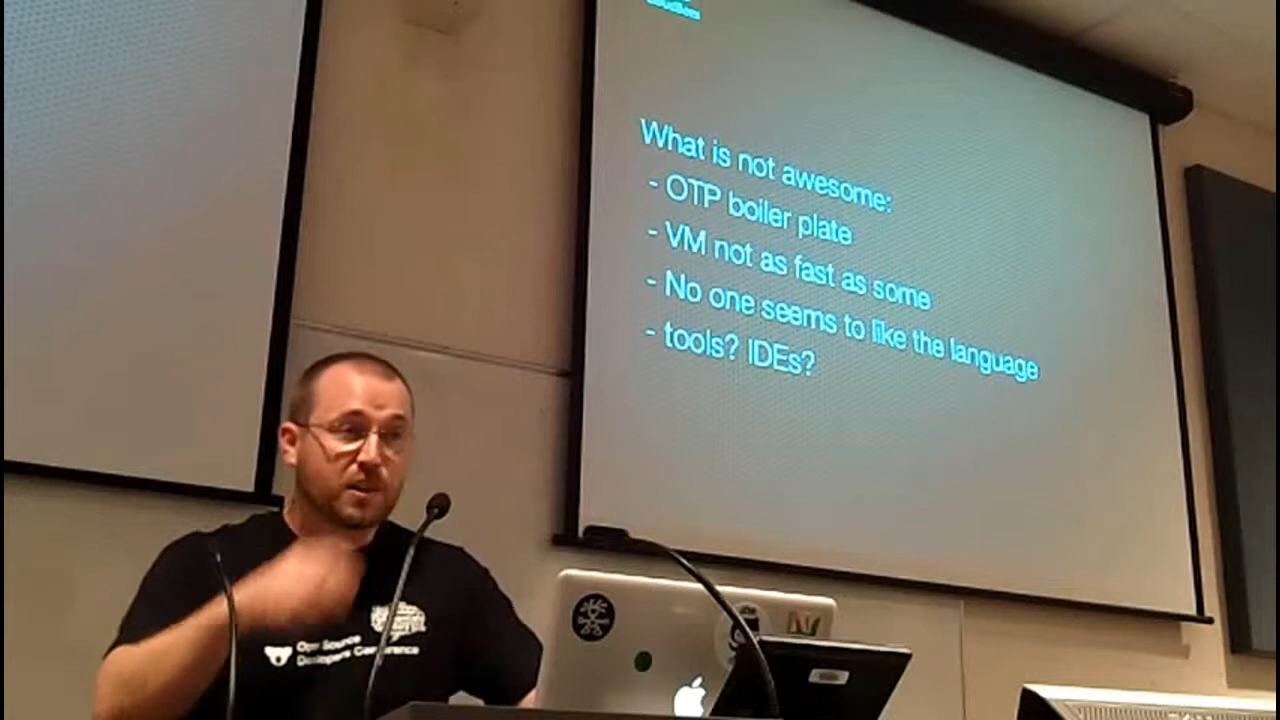 What is not awesome:
- OTP boiler plate
- VM not as fast as some
- No one seems to like the language
- tools? IDEs?
Open Source
Developers Conference